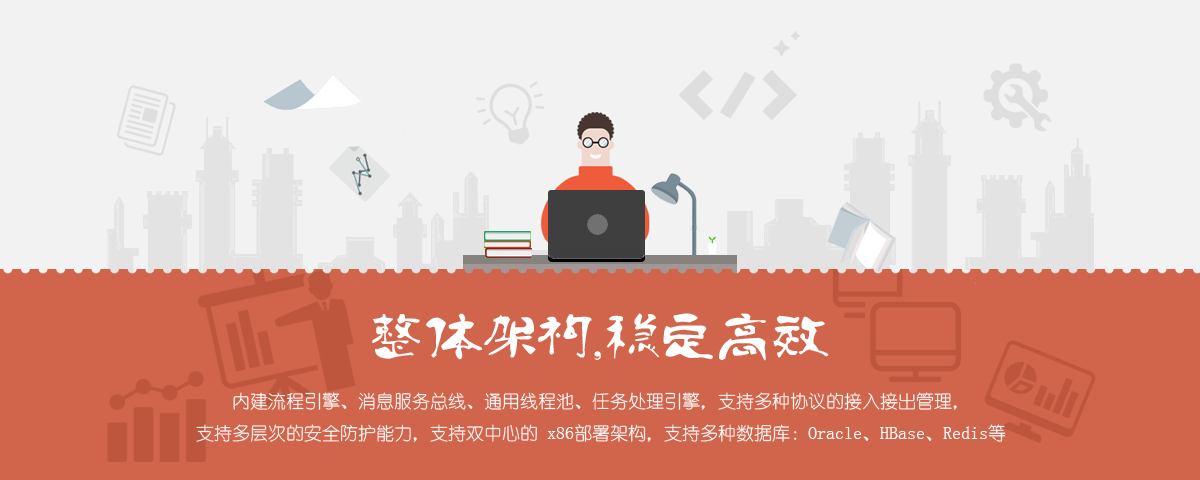 整体架构,稳定高效
内建流程引擎、消息服务总线、通用线程池、任务处理引擎，支持多种协议的接入接出管理，
支持多层次的安全防护能力，支持双中心的 x86部署架构，支持多种数据库：Oracle、HBase、Redis等